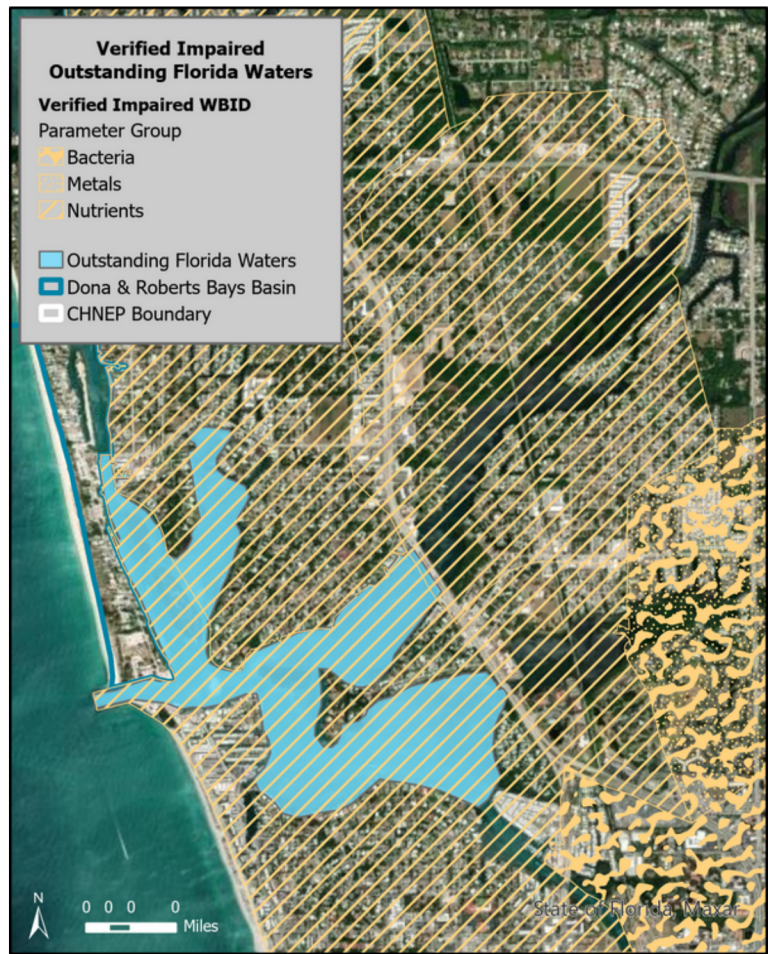 Verified Impaired
Outstanding Florida Waters
Verified Impaired WBID
Parameter Group
Bacteria
Metals
Nutrients
Outstanding Florida Waters
Dona & Roberts Bays Basin
CHNEP Boundary
N
0 0 0 0
Miles
State of Florida, Maxar